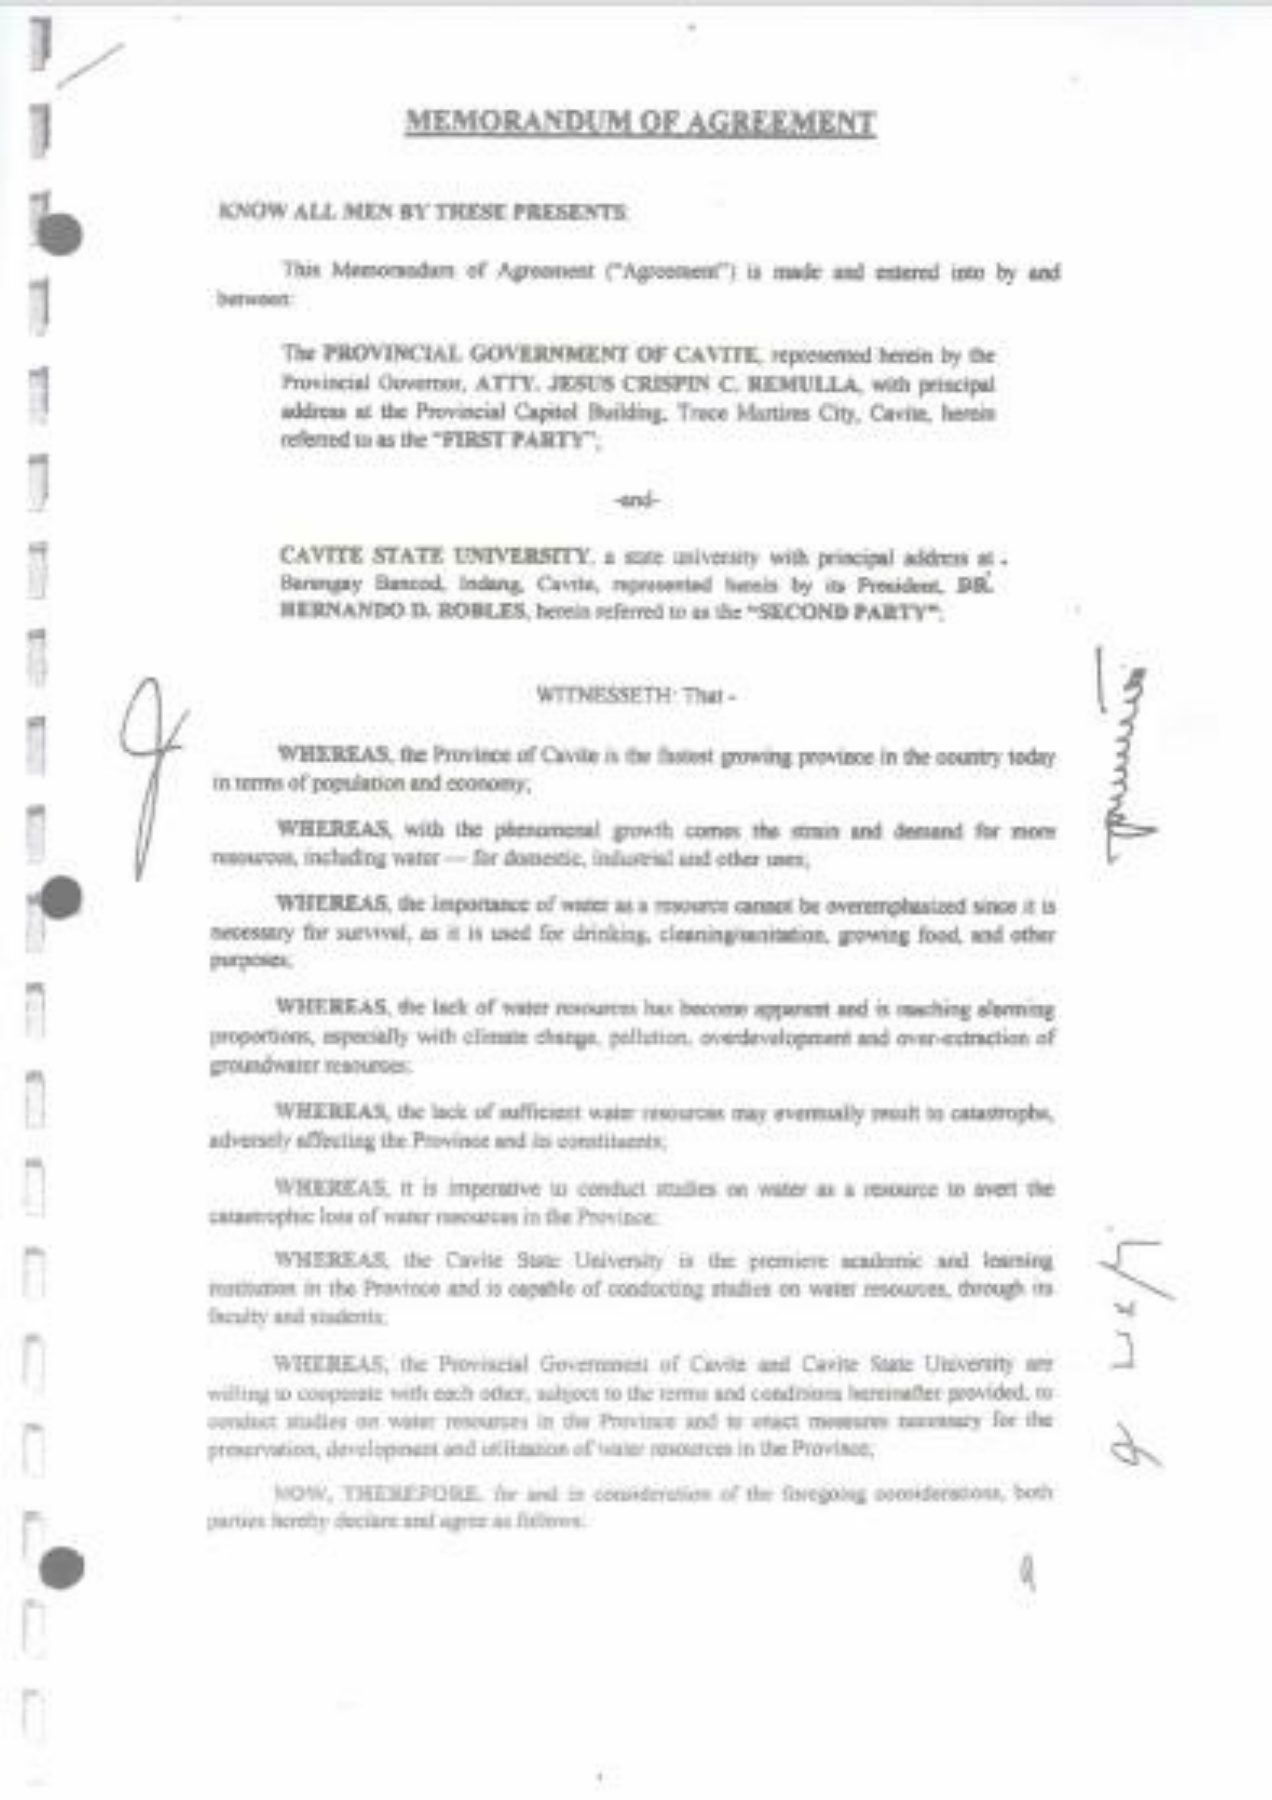 MEMORANDUM OF AGREEMENT
KNOW ALL MEN BY THESE PRESENTS:
This Memorandum of Agreement ("Agreement") is made and entered into by and
between:
The PROVINCIAL GOVERNMENT OF CAVITE, represented herein by the
Provincial Governor, ATTY. JESUS CRISPIN C. REMULLA, with principal
address at the Provincial Capitol Building, Trece Martires City, Cavite, herein
referred to as the "FIRST PARTY";
-and-
CAVITE STATE UNIVERSITY, a state university with principal address at
Barangay Bancod, Indang, Cavite, represented herein by its President, DR.
HERNANDO D. ROBLES, herein referred to as the "SECOND PARTY";
WITNESSETH: That -
WHEREAS, the Province of Cavite is the fastest growing province in the country today
in terms of population and economy;
WHEREAS, with the phenomenal growth comes the strain and demand for more
resources, including water — for domestic, industrial and other uses;
WHEREAS, the importance of water as a resource cannot be overemphasized since it is
necessary for survival, as it is used for drinking, cleaning/sanitation, growing food, and other
purposes;
WHEREAS, the lack of water resources has become apparent and is reaching alarming
proportions, especially with climate change, pollution, overdevelopment and over-extraction of
groundwater resources;
WHEREAS, the lack of sufficient water resources may eventually result to catastrophe,
adversely affecting the Province and its constituents;
WHEREAS, it is imperative to conduct studies on water as a resource to avert the
catastrophic loss of water resources in the Province;
WHEREAS, the Cavite State University is the premiere academic and learning
institution in the Province and is capable of conducting studies on water resources, through its
faculty and students;
WHEREAS, the Provincial Government of Cavite and Cavite State University are
willing to cooperate with each other, subject to the terms and conditions hereinafter provided, to
conduct studies on water resources in the Province and to enact measures necessary for the
preservation, development and utilization of water resources in the Province;
NOW, THEREFORE, for and in consideration of the foregoing considerations, both
parties hereby declare and agree as follows: